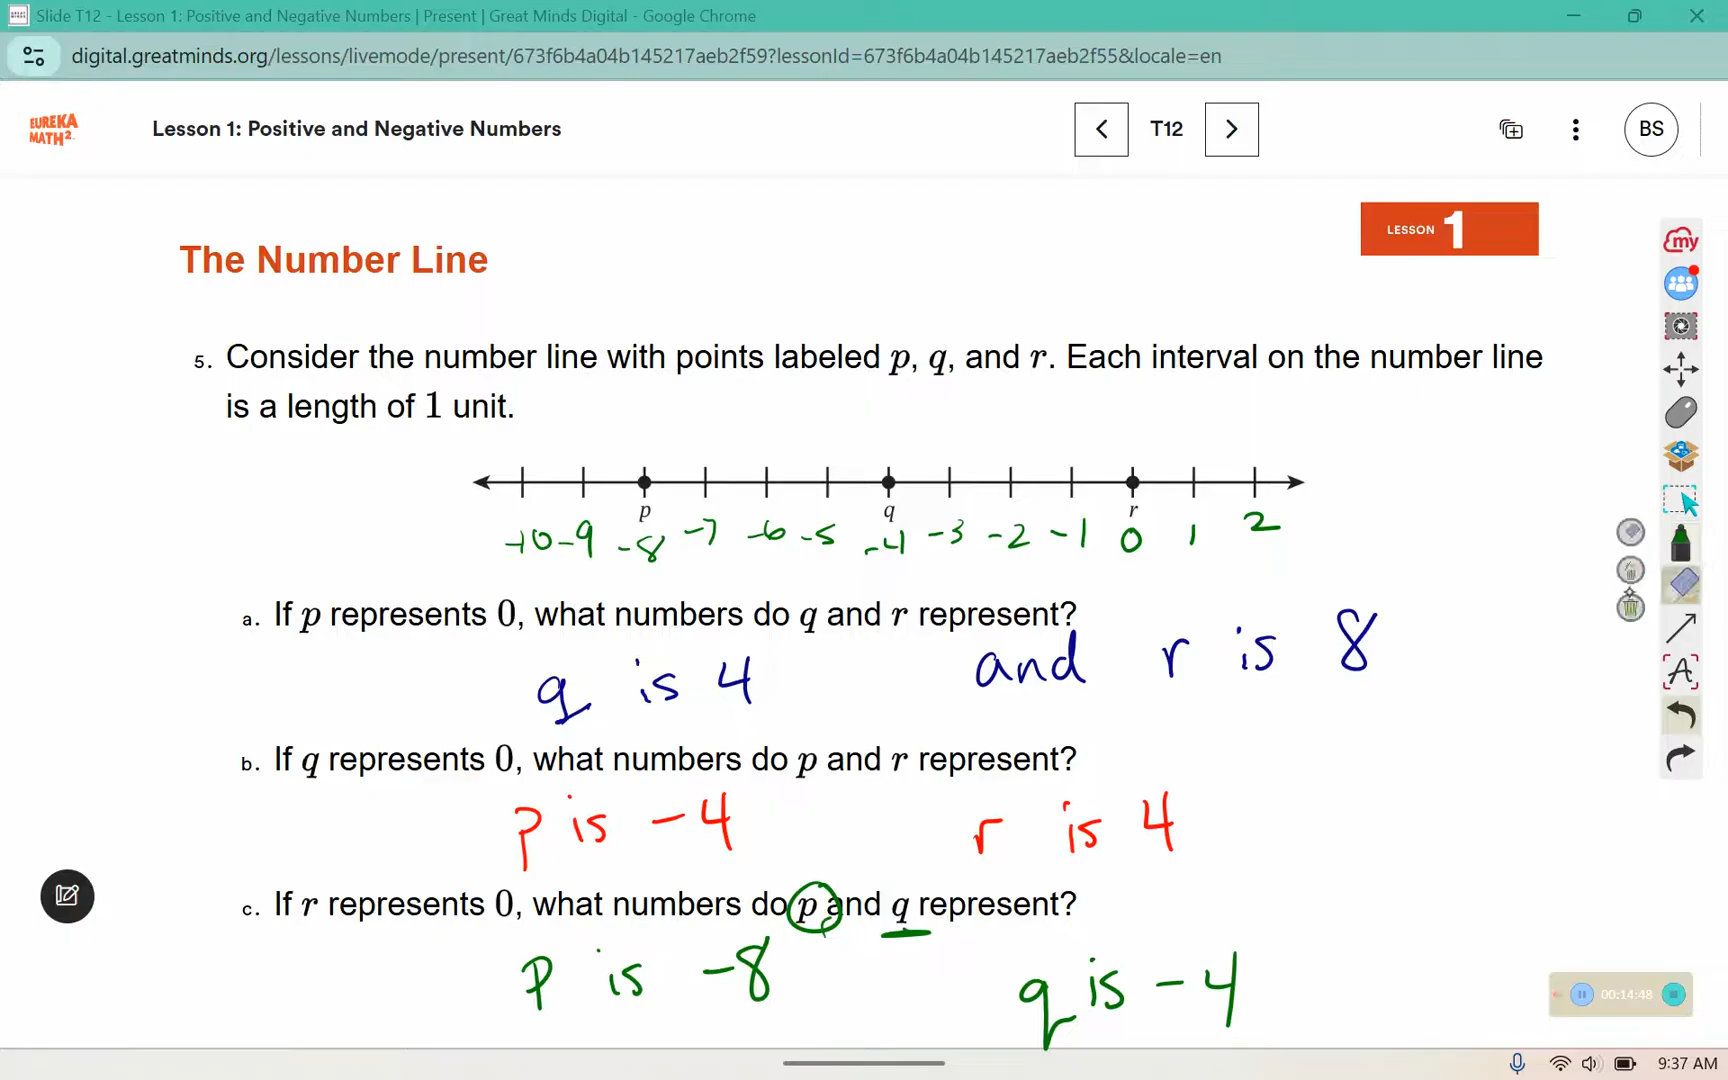 Slide T12 - Lesson 1: Positive and Negative Numbers | Present | Great Minds Digital - Google Chrome
digital.greatminds.org/lessons/livemode/present/673f6b4a04b145217aeb2f59?lessonId=673f6b4a04b145217aeb2f55&locale=en
EUREKA MATH²
Lesson 1: Positive and Negative Numbers
T12
BS
LESSON 1
my
The Number Line
5. Consider the number line with points labeled p, q, and r. Each interval on the number line
is a length of 1 unit.
p q r
-10 -9 -8 -7 -6 -5 -4 -3 -2 -1 0 1 2
a. If p represents 0, what numbers do q and r represent?
q is 4 and r is 8
b. If q represents 0, what numbers do p and r represent?
p is -4 r is 4
c. If r represents 0, what numbers do p and q represent?
p is -8 q is -4
A
00:14:48
9:37 AM